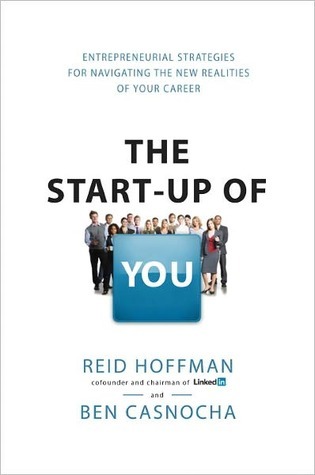 ENTREPRENEURIAL STRATEGIES
FOR NAVIGATING THE NEW REALITIES
OF YOUR CAREER
THE
START-UP OF
YOU
REID HOFFMAN
cofounder and chairman of LinkedIn
and
BEN CASNOCHA